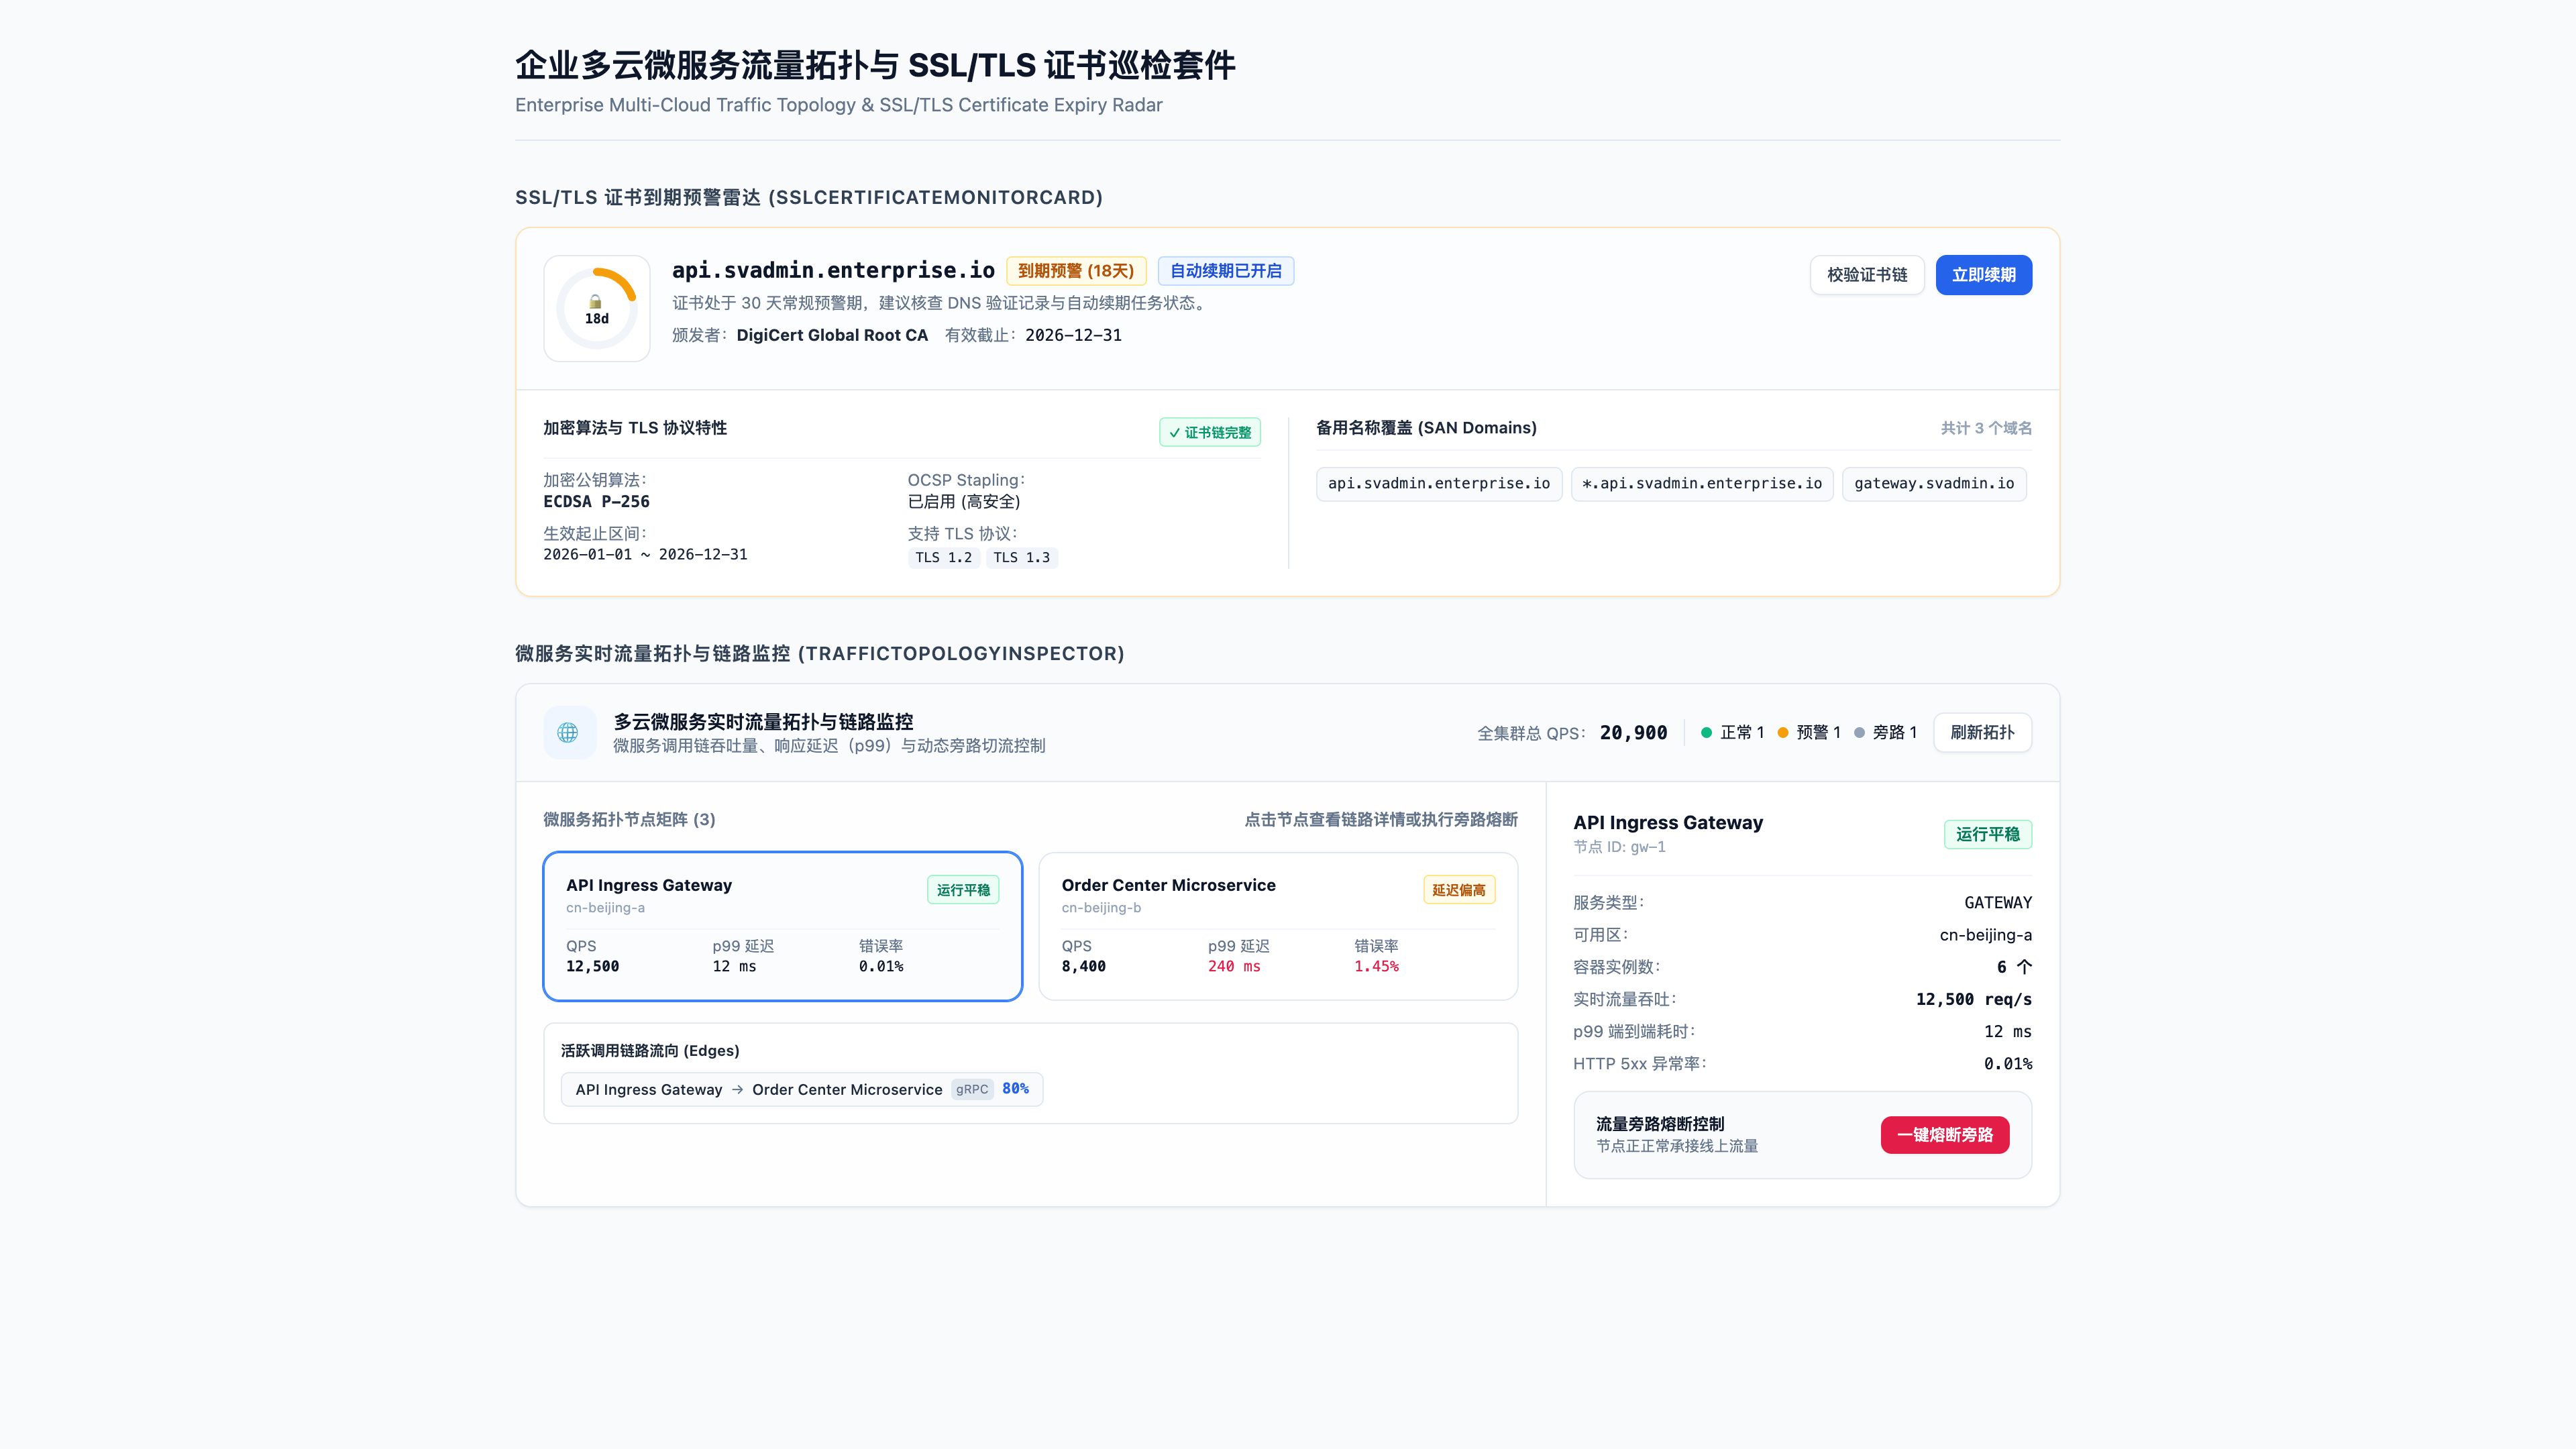 企业多云微服务流量拓扑与 SSL/TLS 证书巡检套件
Enterprise Multi-Cloud Traffic Topology & SSL/TLS Certificate Expiry Radar
SSL/TLS 证书到期预警雷达 (SSLCERTIFICATEMONITORCARD)
18d
api.svadmin.enterprise.io 到期预警 (18天) 自动续期已开启
证书处于 30 天常规预警期，建议核查 DNS 验证记录与自动续期任务状态。
颁发者: DigiCert Global Root CA 有效截止: 2026-12-31
校验证书链 立即续期
加密算法与 TLS 协议特性
✓ 证书链完整
加密公钥算法:
ECDSA P-256
OCSP Stapling:
已启用 (高安全)
生效起止区间:
2026-01-01 ~ 2026-12-31
支持 TLS 协议:
TLS 1.2 TLS 1.3
备用名称覆盖 (SAN Domains)
共计 3 个域名
api.svadmin.enterprise.io *.api.svadmin.enterprise.io gateway.svadmin.io
微服务实时流量拓扑与链路监控 (TRAFFICTOPOLOGYINSPECTOR)
多云微服务实时流量拓扑与链路监控
微服务调用链吞吐量、响应延迟（p99）与动态旁路切流控制
全集群总 QPS: 20,900
正常 1 预警 1 旁路 1
刷新拓扑
微服务拓扑节点矩阵 (3)
点击节点查看链路详情或执行旁路熔断
API Ingress Gateway
cn-beijing-a
运行平稳
QPS p99 延迟 错误率
12,500 12 ms 0.01%
Order Center Microservice
cn-beijing-b
延迟偏高
QPS p99 延迟 错误率
8,400 240 ms 1.45%
活跃调用链路流向 (Edges)
API Ingress Gateway → Order Center Microservice gRPC 80%
API Ingress Gateway
节点 ID: gw-1
运行平稳
服务类型: GATEWAY
可用区: cn-beijing-a
容器实例数: 6 个
实时流量吞吐: 12,500 req/s
p99 端到端耗时: 12 ms
HTTP 5xx 异常率: 0.01%
流量旁路熔断控制
节点正正常承接线上流量
一键熔断旁路